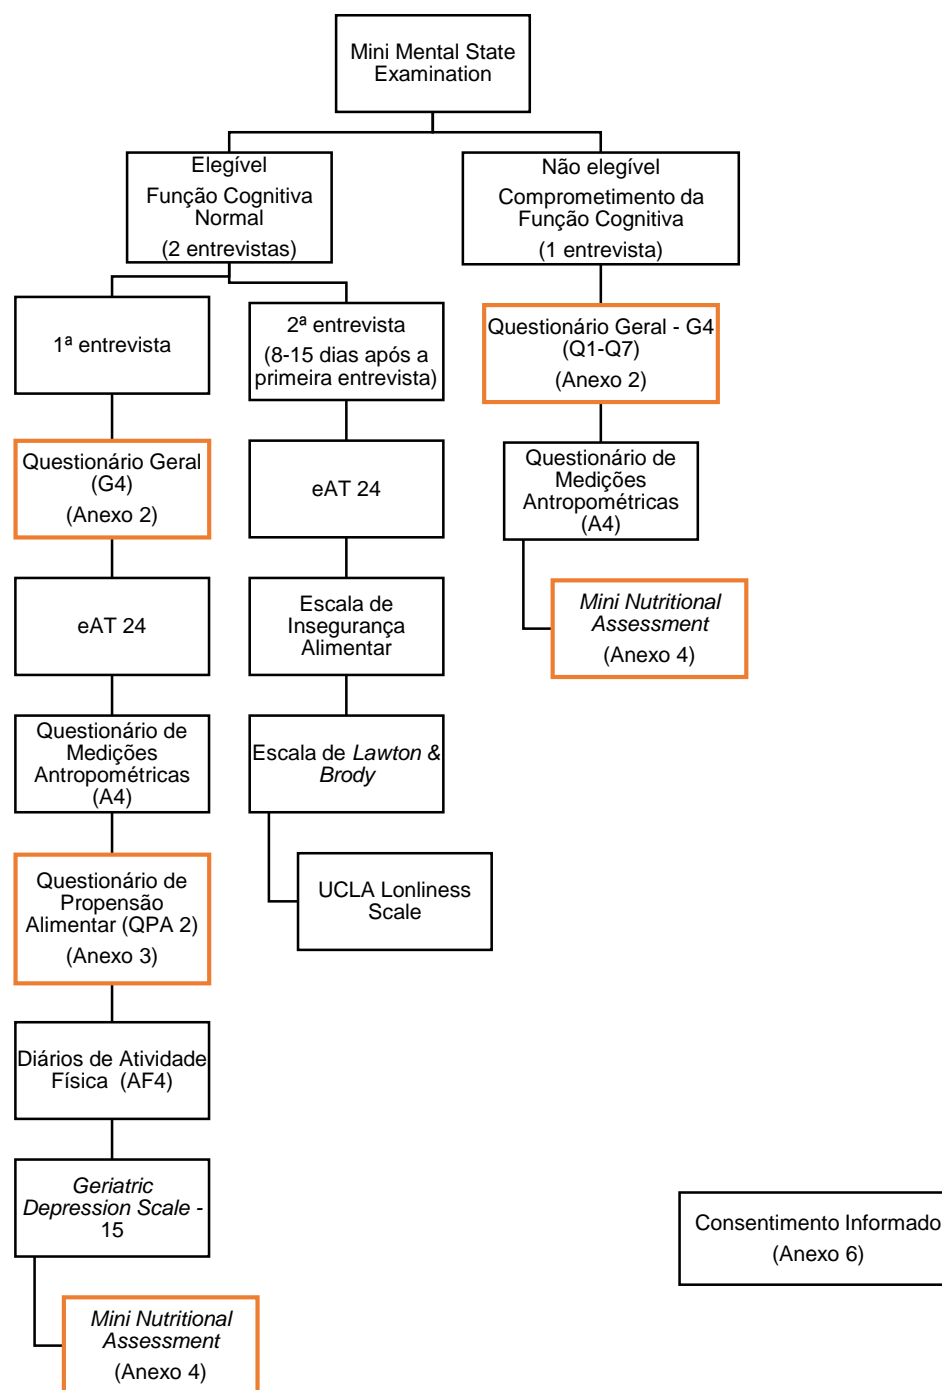 Mini Mental State
Examination
Elegível
Função Cognitiva
Normal
(2 entrevistas)
Não elegível
Comprometimento da
Função Cognitiva
(1 entrevista)
1ª entrevista
2ª entrevista
(8-15 dias após a
primeira entrevista)
Questionário Geral - G4
(Q1-Q7)
(Anexo 2)
Questionário Geral
(G4)
(Anexo 2)
eAT 24
Questionário de
Medições
Antropométricas
(A4)
eAT 24
Escala de
Insegurança
Alimentar
Mini Nutritional
Assessment
(Anexo 4)
Questionário de
Medições
Antropométricas
(A4)
Escala de Lawton &
Brody
Questionário de
Propensão
Alimentar (QPA 2)
(Anexo 3)
UCLA Lonliness
Scale
Diários de Atividade
Física (AF4)
Geriatric
Depression Scale -
15
Consentimento Informado
(Anexo 6)
Mini Nutritional
Assessment
(Anexo 4)